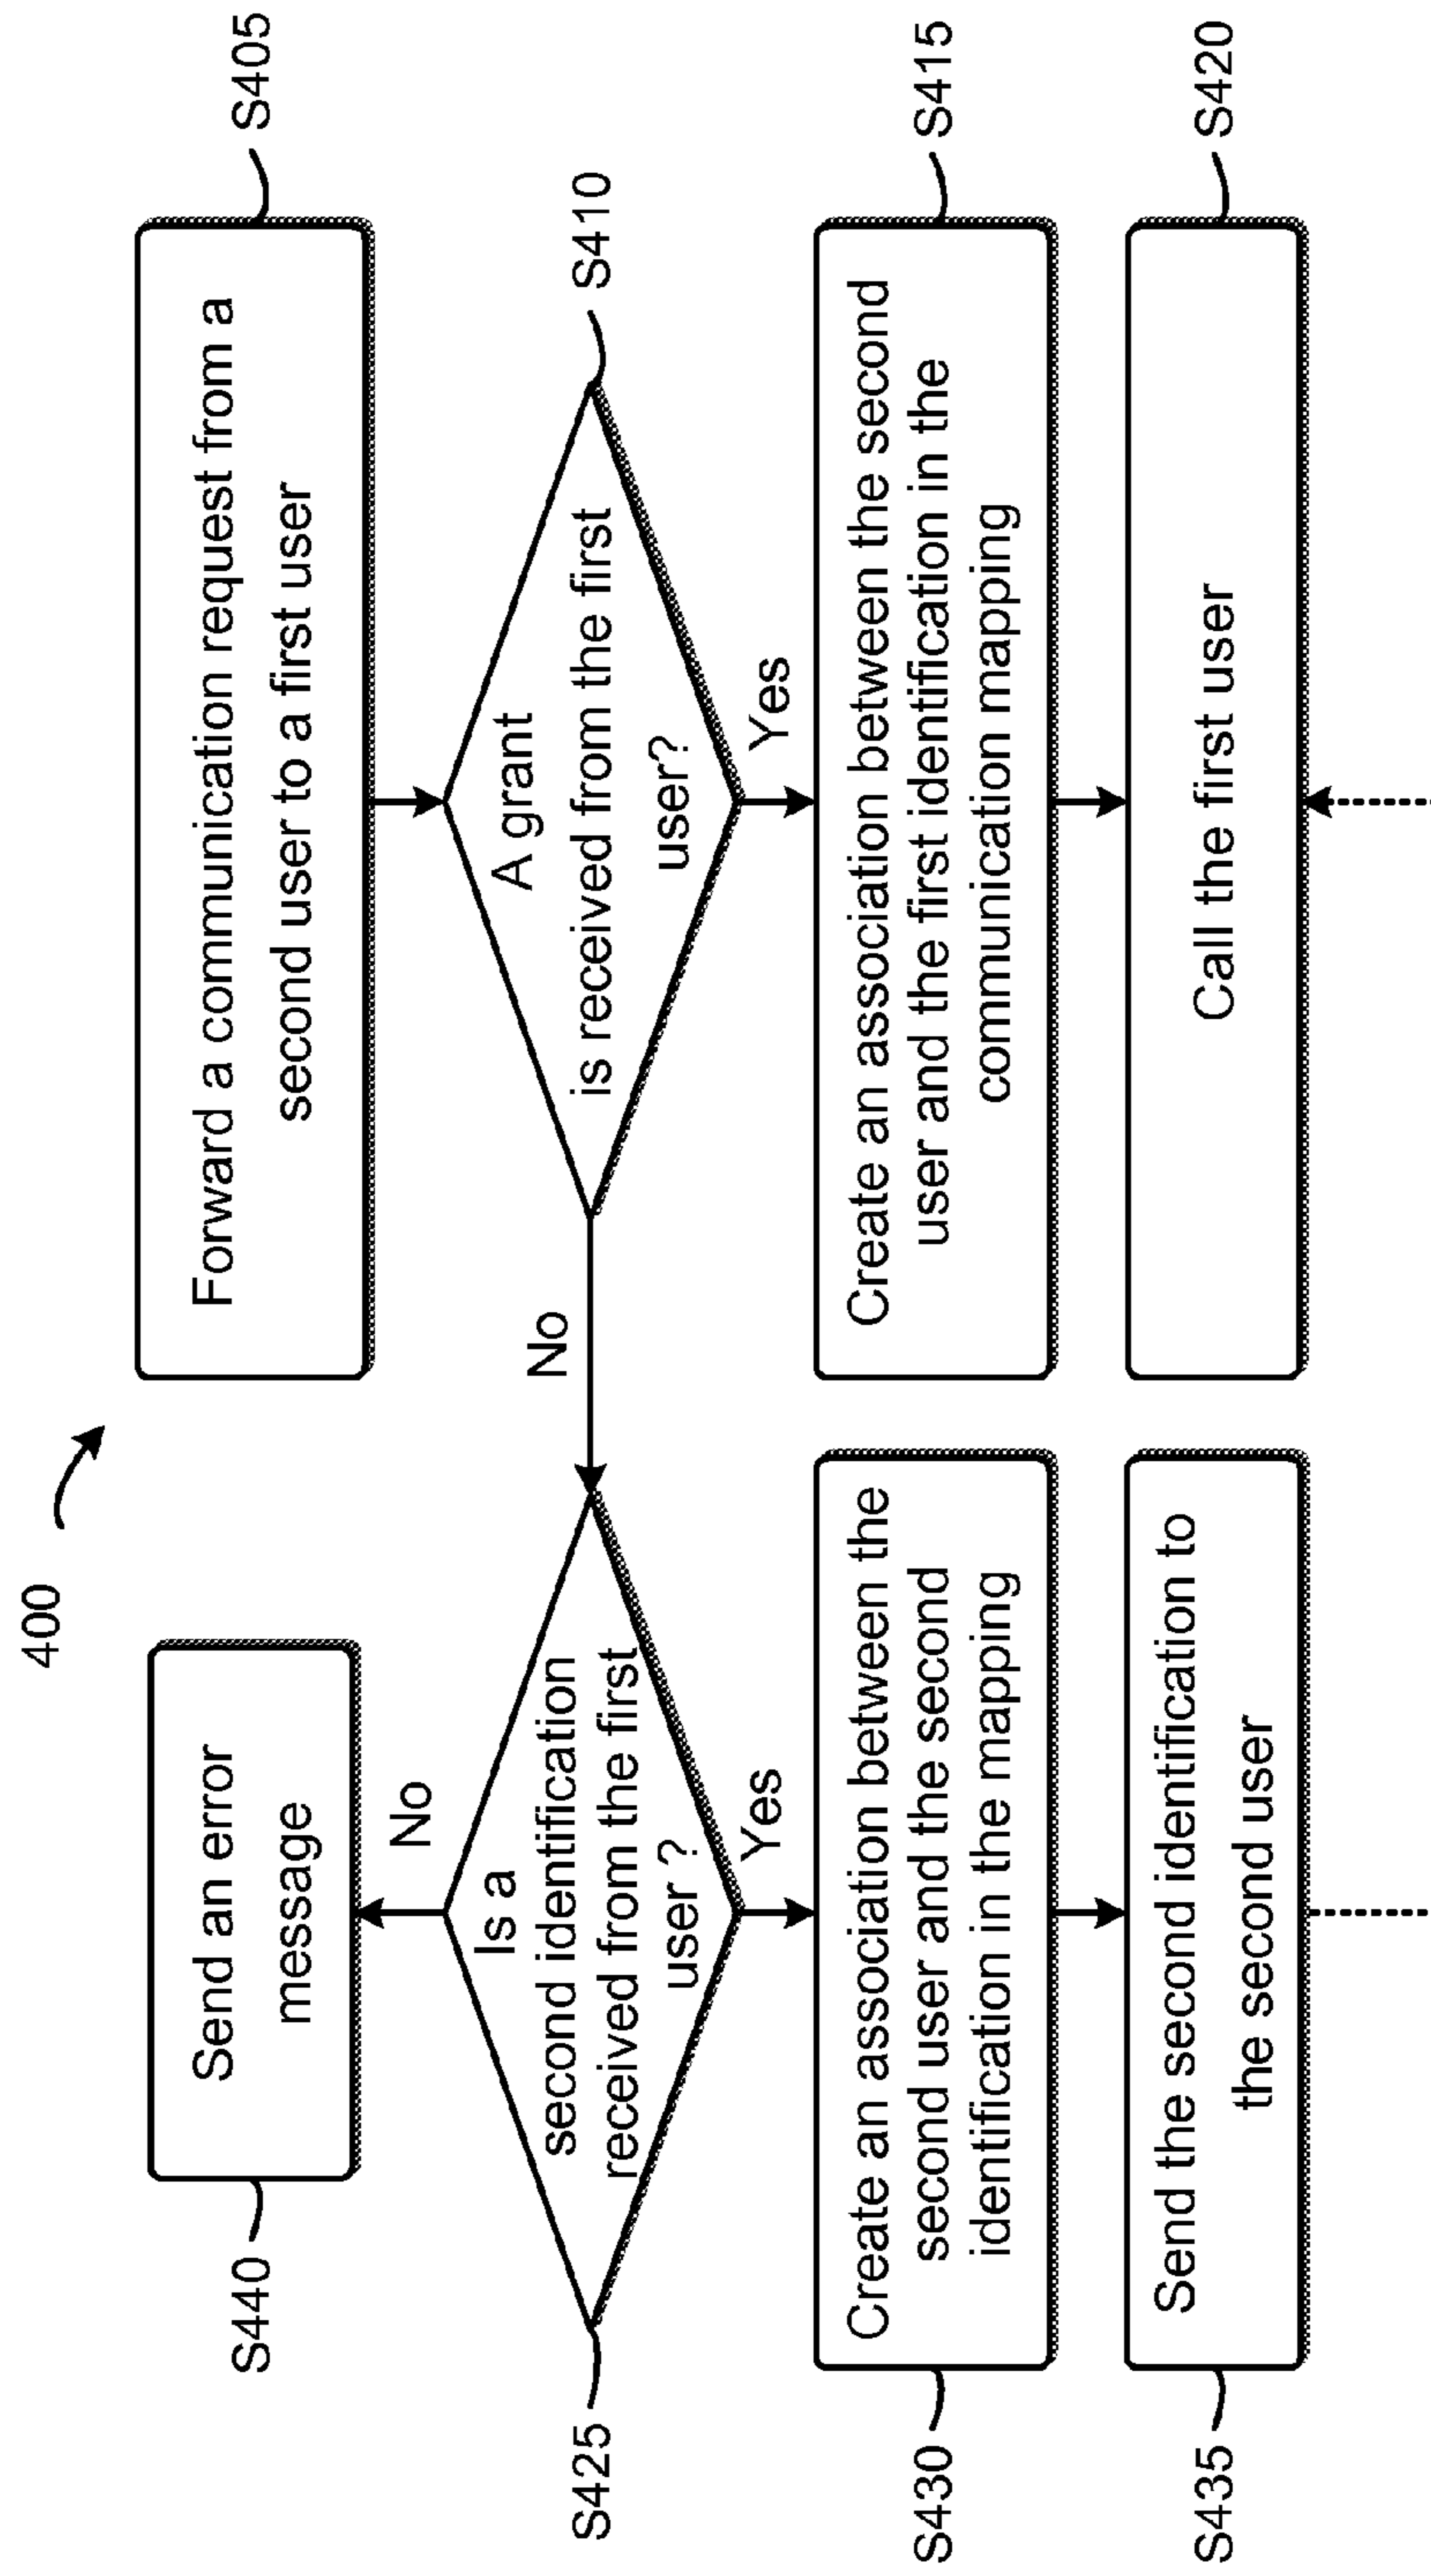 400
S405
Forward a communication request from a
second user to a first user
S410
A grant
is received from the first
user?
Yes
No
S415
Create an association between the second
user and the first identification in the
communication mapping
S420
Call the first user
S425
Is a
second identification
received from the first
user ?
No
Yes
S440
Send an error
message
S430
Create an association between the
second user and the second
identification in the mapping
S435
Send the second identification to
the second user